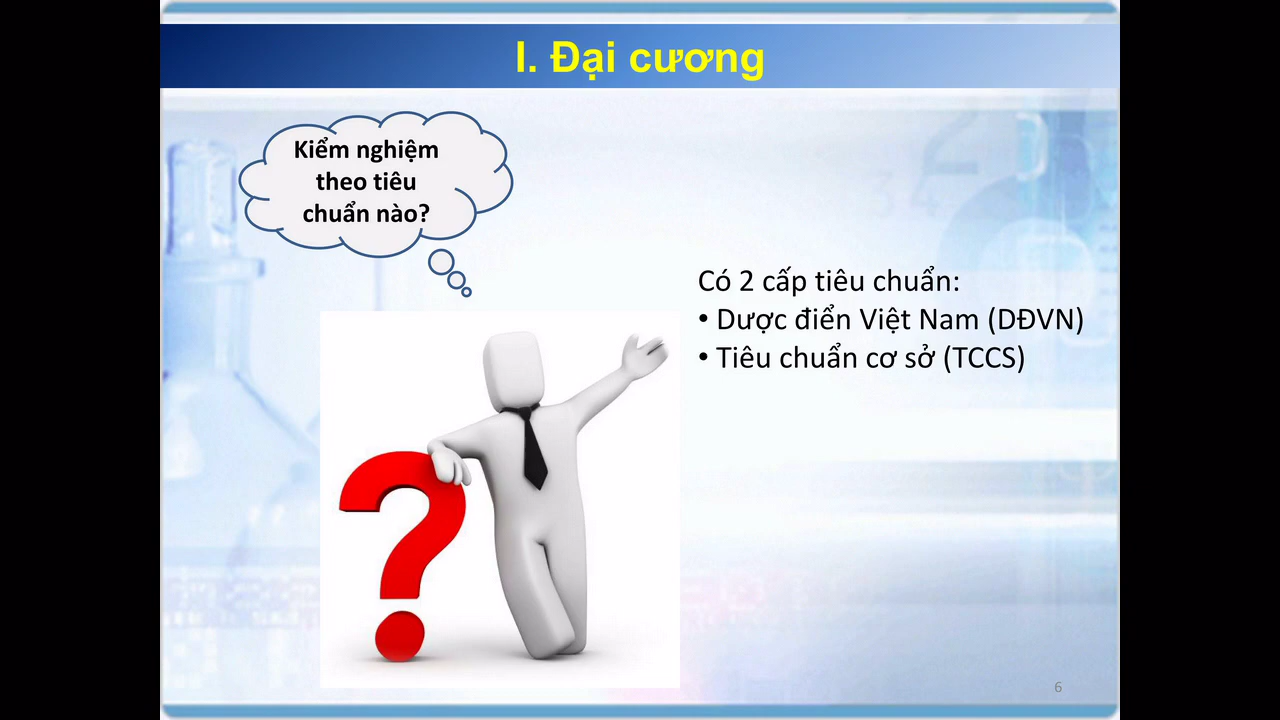 I. Đại cương
Kiểm nghiệm
theo tiêu
chuẩn nào?
Có 2 cấp tiêu chuẩn:
• Dược điển Việt Nam (DĐVN)
• Tiêu chuẩn cơ sở (TCCS)
6